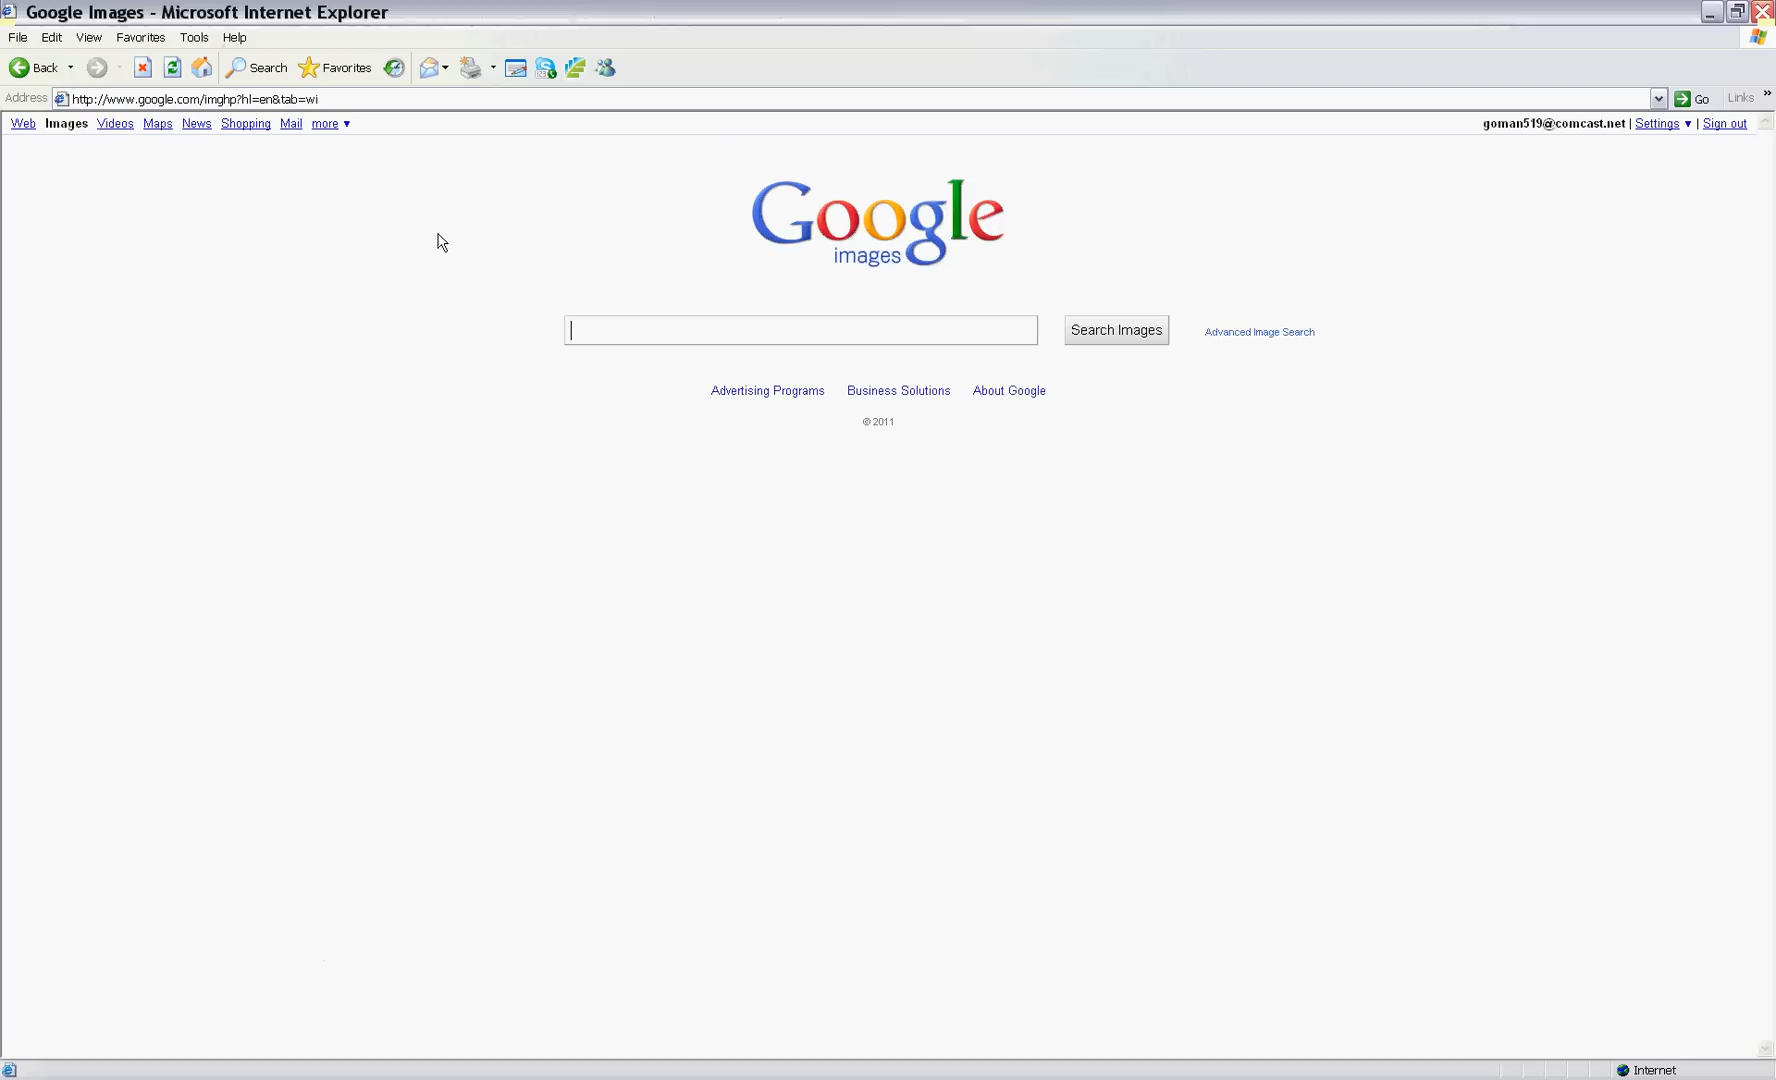 Google Images - Microsoft Internet Explorer
File Edit View Favorites Tools Help
Back Search Favorites
Address http://www.google.com/imghp?hl=en&tab=wi Go Links »
Web Images Videos Maps News Shopping Mail more ▼ goman519@comcast.net | Settings ▼ | Sign out
Google
images
Search Images Advanced Image Search
Advertising Programs Business Solutions About Google
© 2011
Internet